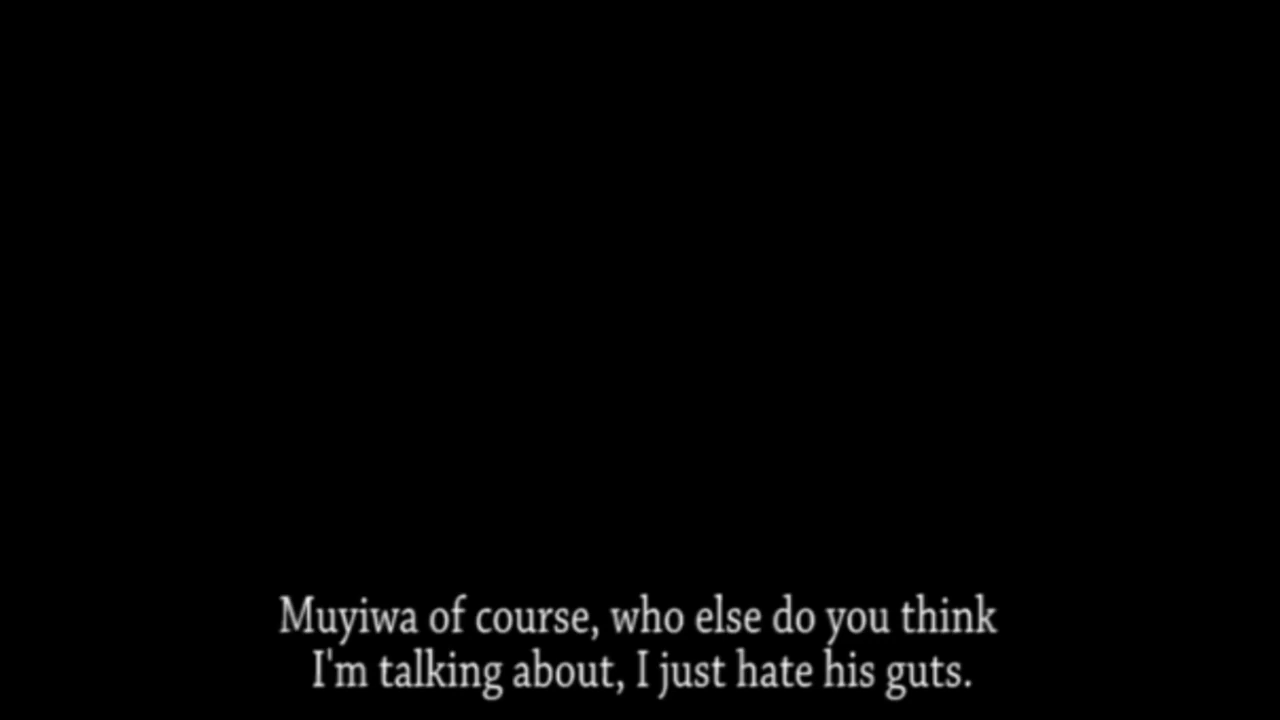 Muyiwa of course, who else do you think
I'm talking about, I just hate his guts.